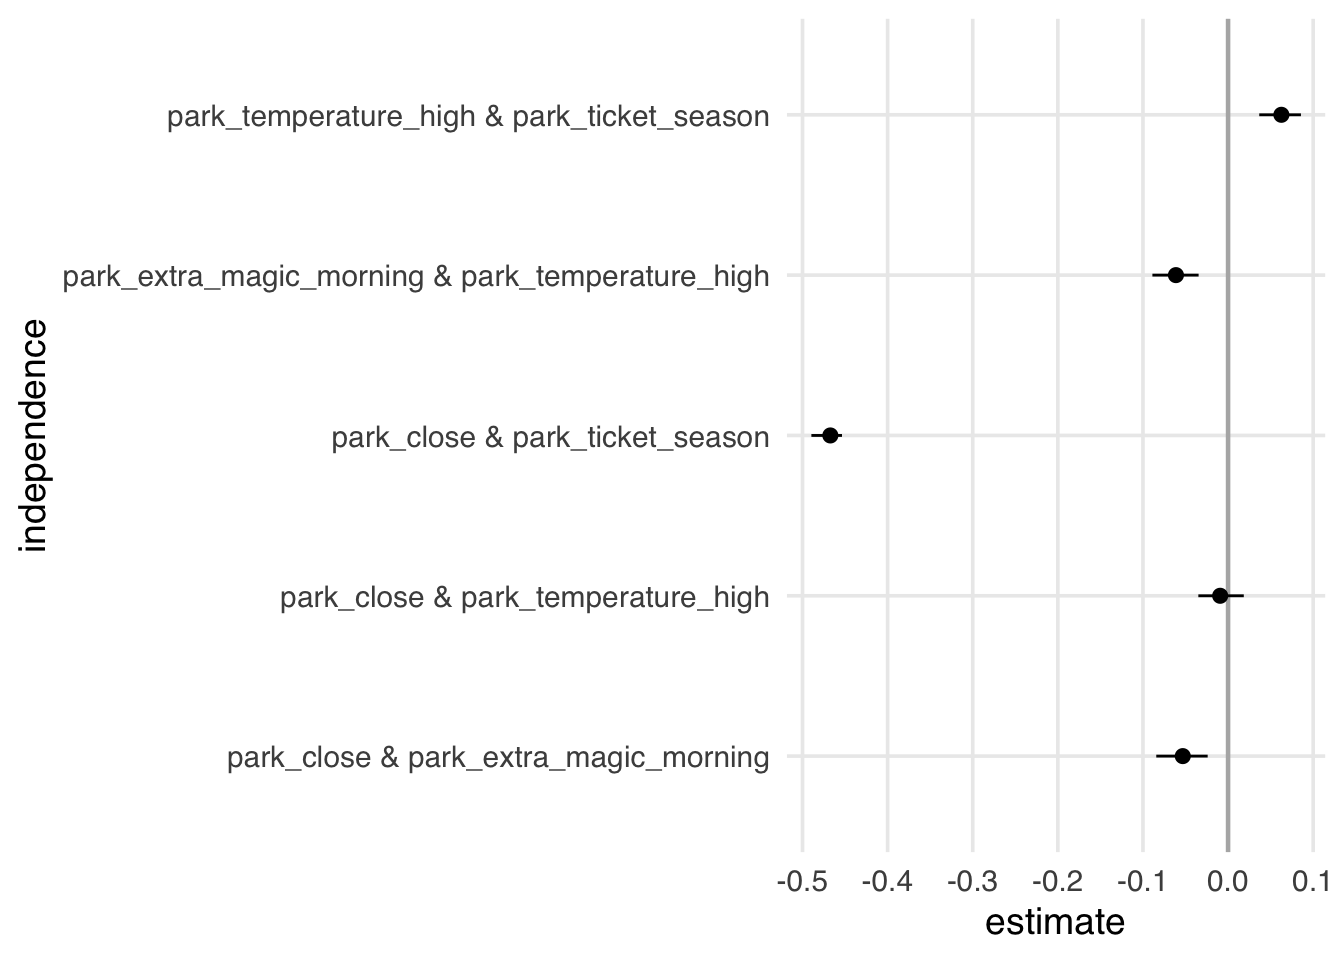 park_temperature_high & park_ticket_season
park_extra_magic_morning & park_temperature_high
park_close & park_ticket_season
park_close & park_temperature_high
park_close & park_extra_magic_morning
independence
-0.5 -0.4 -0.3 -0.2 -0.1 0.0 0.1
estimate